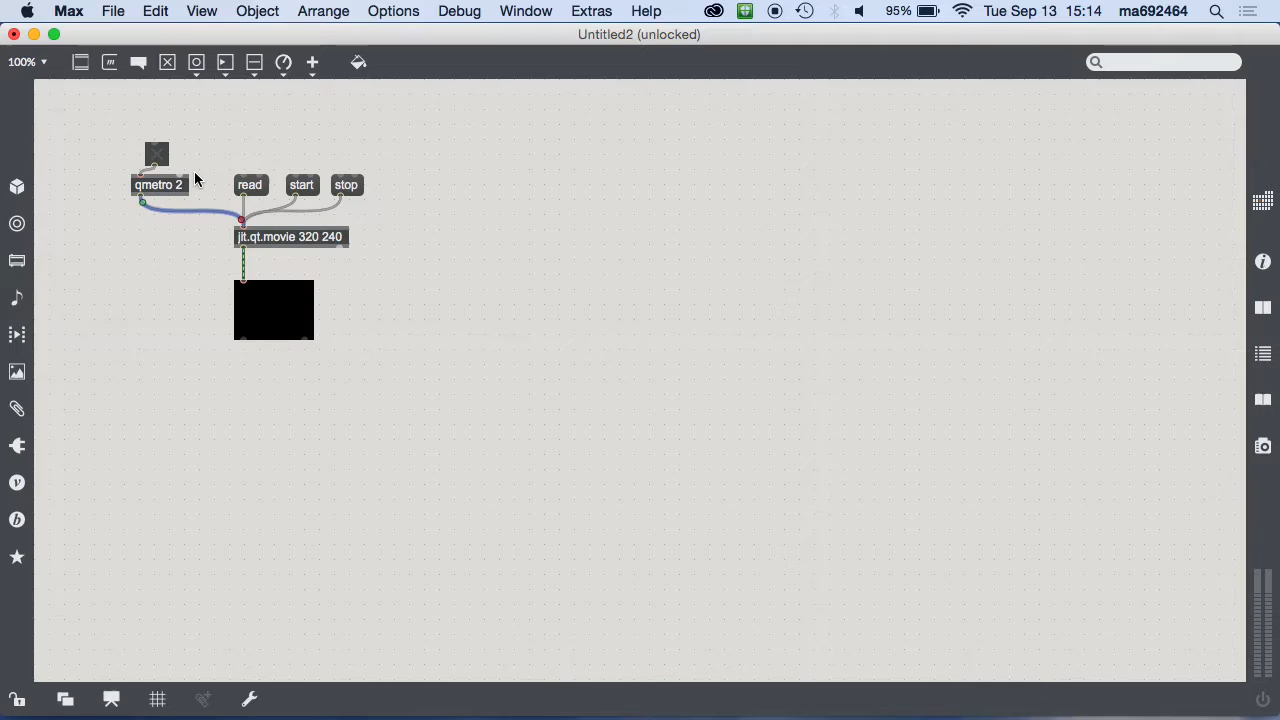 Max File Edit View Object Arrange Options Debug Window Extras Help 95% Tue Sep 13 15:14 ma692464
Untitled2 (unlocked)
100%
qmetro 2 read start stop
jit.qt.movie 320 240